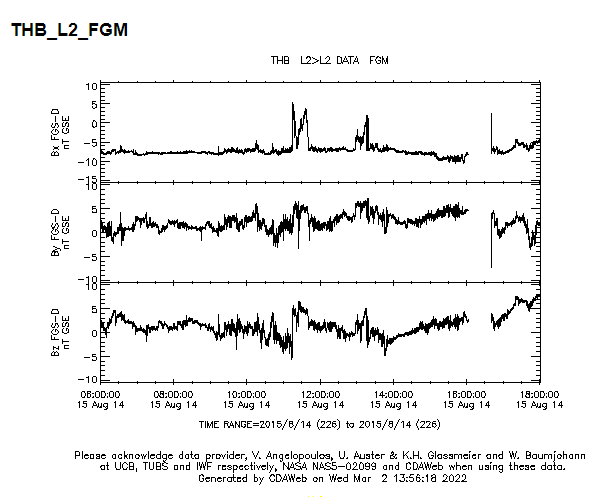 THB_L2_FGM
THB L2>L2 DATA FGM
10
5
0
-5
-10
-15
Bx FGS-D
nT GSE
10
5
0
-5
-10
By FGS-D
nT GSE
10
5
0
-5
-10
Bz FGS-D
nT GSE
06:00:00 08:00:00 10:00:00 12:00:00 14:00:00 16:00:00 18:00:00
15 Aug 14 15 Aug 14 15 Aug 14 15 Aug 14 15 Aug 14 15 Aug 14 15 Aug 14
TIME RANGE=2015/8/14 (226) to 2015/8/14 (226)
Please acknowledge data provider, V. Angelopoulos, U. Auster & K.H. Glassmeier and W. Baumjohann
at UCB, TUBS and IWF respectively, NASA NAS5-02099 and CDAWeb when using these data.
Generated by CDAWeb on Wed Mar 2 13:56:18 2022